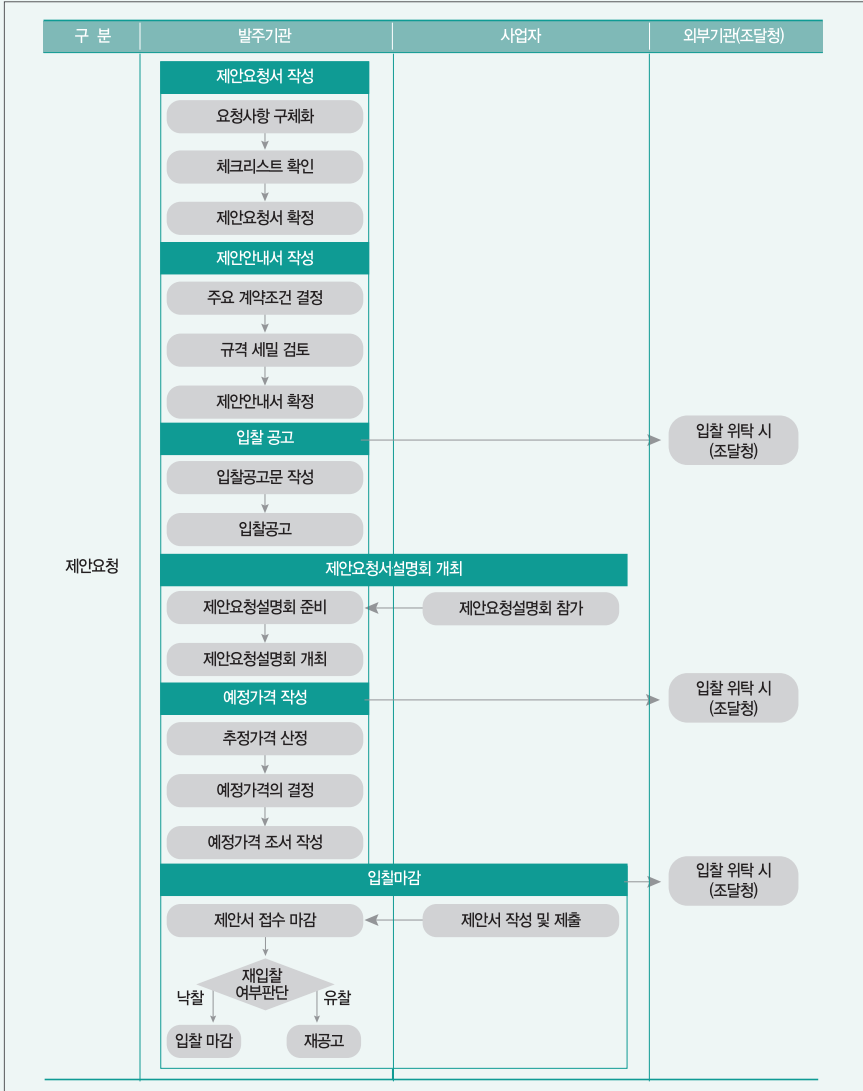 구 분
발주기관
사업자
외부기관(조달청)
제안요청서 작성
요청사항 구체화
체크리스트 확인
제안요청서 확정
제안안내서 작성
주요 계약조건 결정
규격 세밀 검토
제안안내서 확정
입찰 공고
입찰 위탁 시
(조달청)
입찰공고문 작성
입찰공고
제안요청
제안요청서설명회 개최
제안요청설명회 준비
제안요청설명회 참가
제안요청설명회 개최
예정가격 작성
입찰 위탁 시
(조달청)
추정가격 산정
예정가격의 결정
예정가격 조서 작성
입찰마감
입찰 위탁 시
(조달청)
제안서 접수 마감
제안서 작성 및 제출
재입찰
여부판단
낙찰
유찰
입찰 마감
재공고